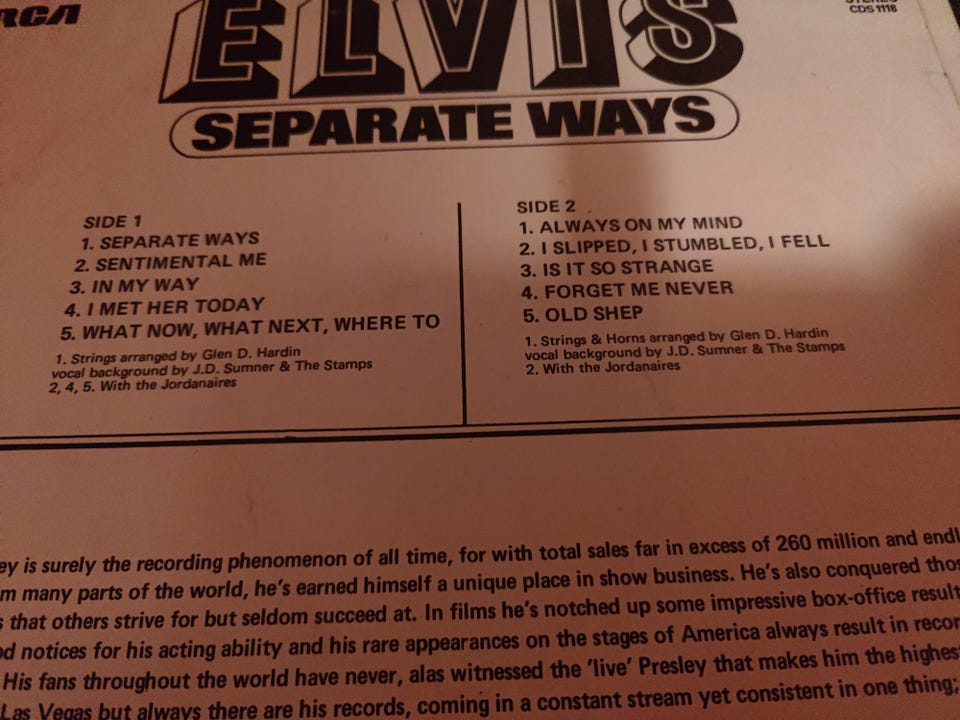 RCA
STEREO
CDS 1118
ELVIS
SEPARATE WAYS
SIDE 1
1. SEPARATE WAYS
2. SENTIMENTAL ME
3. IN MY WAY
4. I MET HER TODAY
5. WHAT NOW, WHAT NEXT, WHERE TO
1. Strings arranged by Glen D. Hardin
vocal background by J.D. Sumner & The Stamps
2, 4, 5. With the Jordanaires
SIDE 2
1. ALWAYS ON MY MIND
2. I SLIPPED, I STUMBLED, I FELL
3. IS IT SO STRANGE
4. FORGET ME NEVER
5. OLD SHEP
1. Strings & Horns arranged by Glen D. Hardin
vocal background by J.D. Sumner & The Stamps
2. With the Jordanaires
ey is surely the recording phenomenon of all time, for with total sales far in excess of 260 million and endl
m many parts of the world, he's earned himself a unique place in show business. He's also conquered thos
s that others strive for but seldom succeed at. In films he's notched up some impressive box-office result
od notices for his acting ability and his rare appearances on the stages of America always result in recor
His fans throughout the world have never, alas witnessed the 'live' Presley that makes him the highes
Las Vegas but always there are his records, coming in a constant stream yet consistent in one thing;